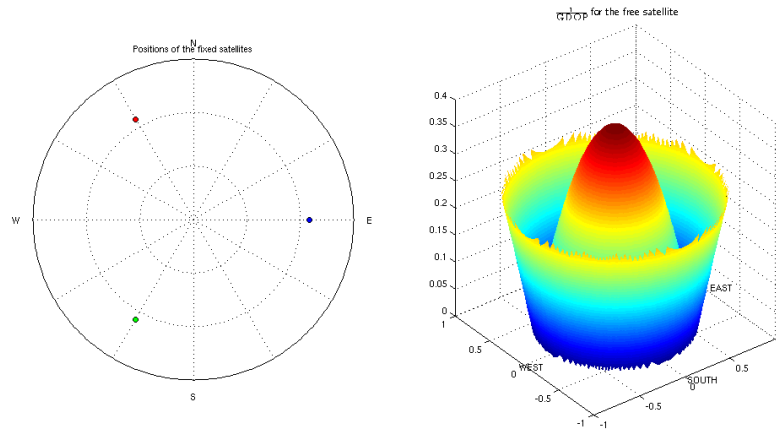 Positions of the fixed satellites
N
W
E
S
1/GDOP for the free satellite
0.4
0.35
0.3
0.25
0.2
0.15
0.1
0.05
0
1
0.5
0
-0.5
-1
-1
-0.5
0
0.5
WEST
SOUTH
EAST